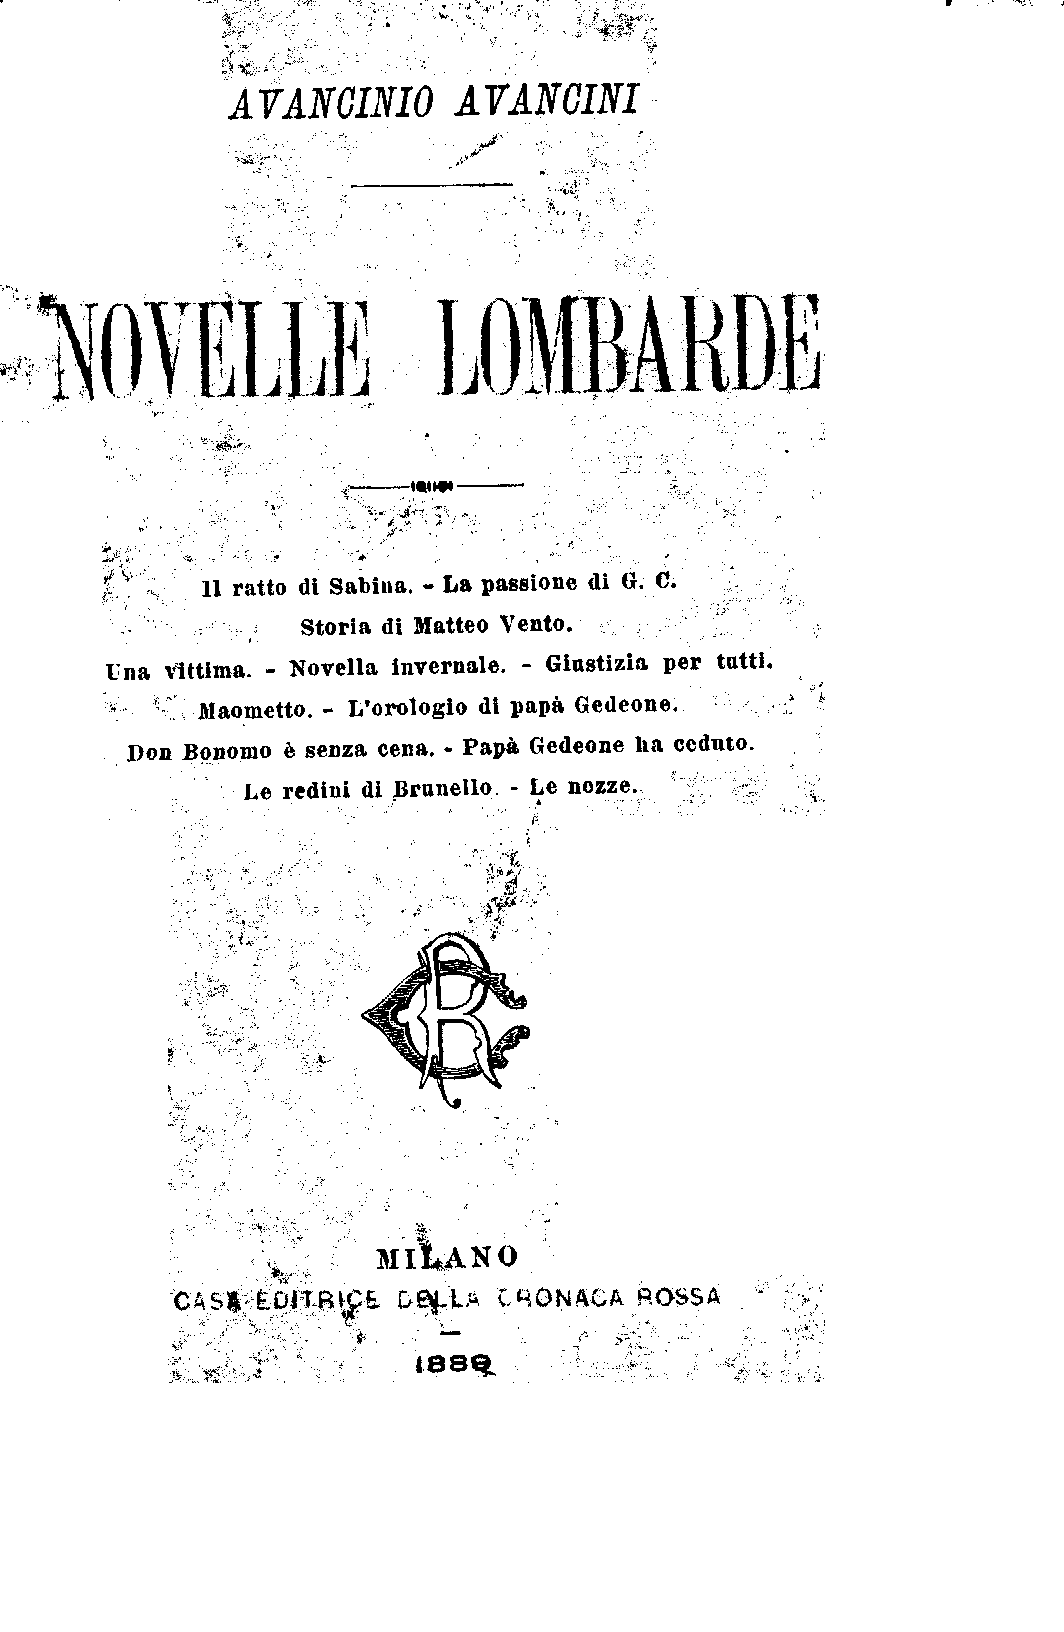 AVANCINIO AVANCINI
NOVELLE LOMBARDE
Il ratto di Sabina. - La passione di G. C.
Storia di Matteo Vento.
Una vittima. - Novella invernale. - Giustizia per tutti.
Maometto. - L'orologio di papà Gedeone.
Don Bonomo è senza cena. - Papà Gedeone ha ceduto.
Le redini di Brunello. - Le nozze.
CR
MILANO
CASA EDITRICE DELLA CRONACA ROSSA